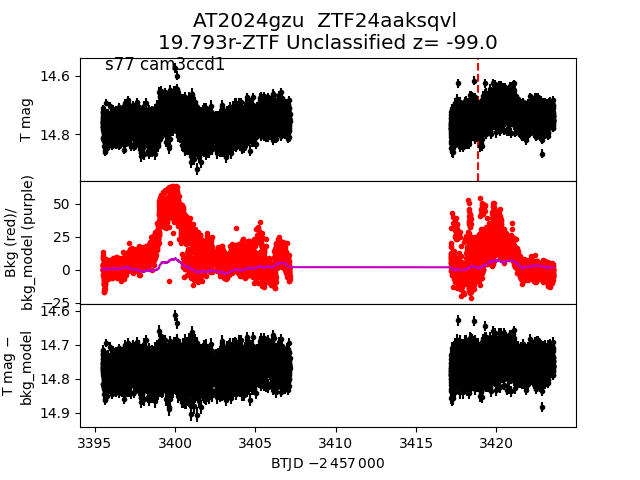 AT2024gzu  ZTF24aaksqvl
19.793r-ZTF Unclassified z= -99.0
s77 cam3ccd1
T mag
14.6
14.8
Bkg (red)/
bkg_model (purple)
50
25
0
−25
T mag −
bkg_model
14.6
14.7
14.8
14.9
3395
3400
3405
3410
3415
3420
BTJD −2 457 000